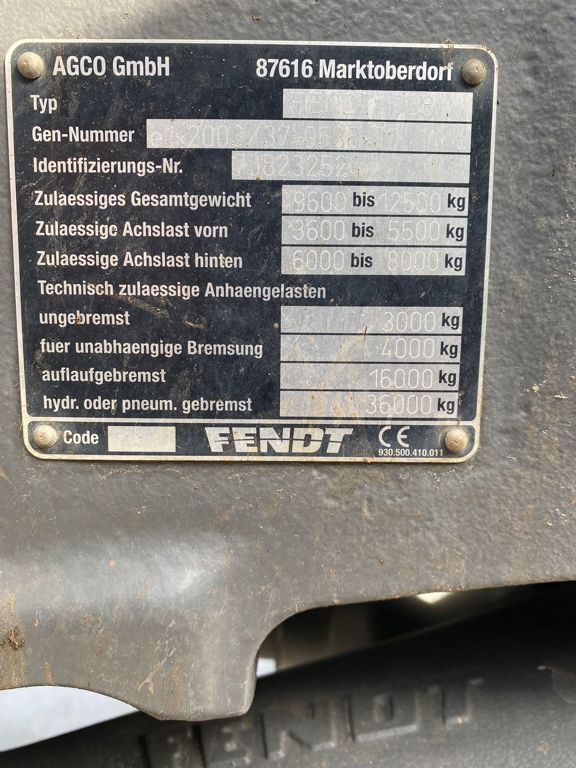 AGCO GmbH 87616 Marktoberdorf
Typ
Gen-Nummer
Identifizierungs-Nr.
Zulaessiges Gesamtgewicht 9600 bis 12500 kg
Zulaessige Achslast vorn 3600 bis 5500 kg
Zulaessige Achslast hinten 6000 bis 8000 kg
Technisch zulaessige Anhaengelasten
ungebremst 3000 kg
fuer unabhaengige Bremsung 4000 kg
auflaufgebremst 16000 kg
hydr. oder pneum. gebremst 36000 kg
Code FENDT CE
930.500.410.011
FENDT